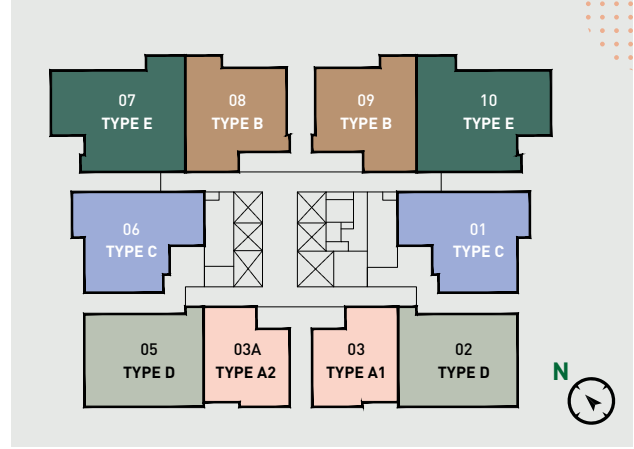 07
TYPE E
08
TYPE B
09
TYPE B
10
TYPE E
06
TYPE C
01
TYPE C
05
TYPE D
03A
TYPE A2
03
TYPE A1
02
TYPE D
N